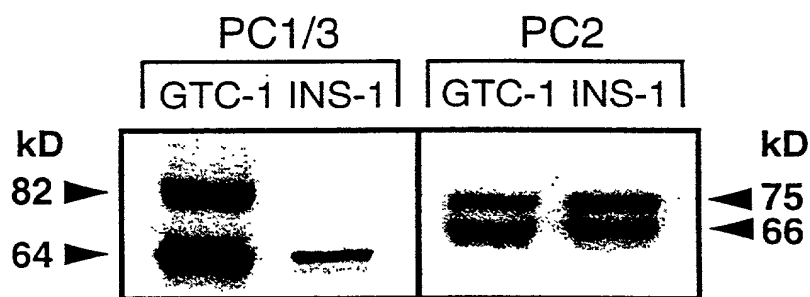 PC1/3 PC2
GTC-1 INS-1 GTC-1 INS-1
kD kD
82 75
66
64